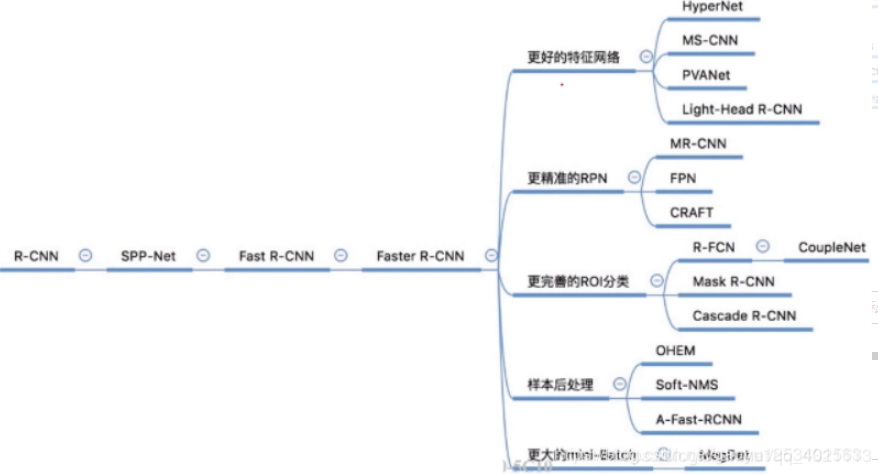 HyperNet
MS-CNN
更好的特征网络
PVANet
Light-Head R-CNN
MR-CNN
更精准的RPN
FPN
CRAFT
R-FCN
CoupleNet
R-CNN
SPP-Net
Fast R-CNN
Faster R-CNN
更完善的ROI分类
Mask R-CNN
Cascade R-CNN
OHEM
样本后处理
Soft-NMS
A-Fast-RCNN
更大的mini-Batch
MegDet